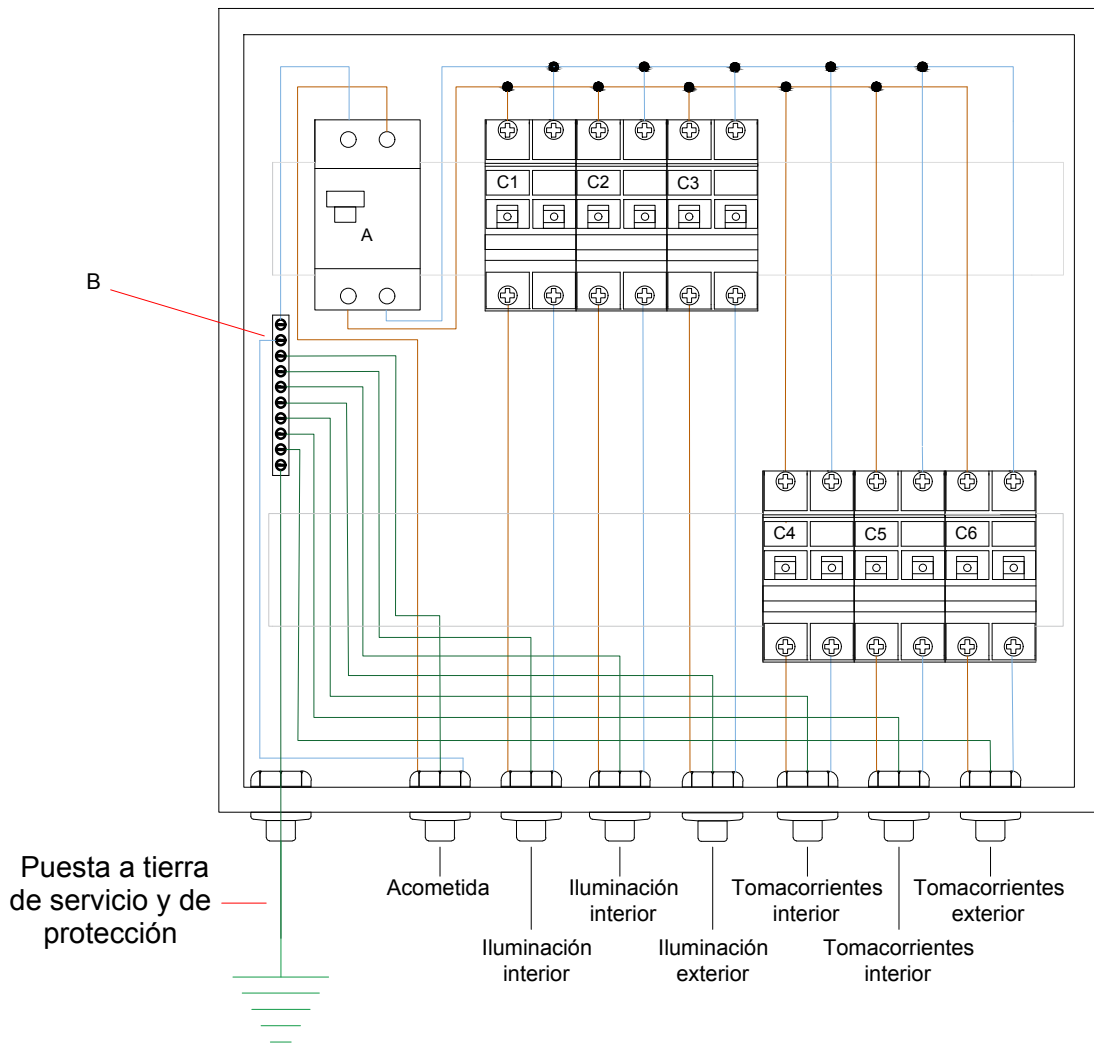 C1
C2
C3
A
B
C4
C5
C6
Puesta a tierra
de servicio y de
protección
Acometida
Iluminación
interior
Iluminación
interior
Iluminación
exterior
Tomacorrientes
interior
Tomacorrientes
interior
Tomacorrientes
exterior